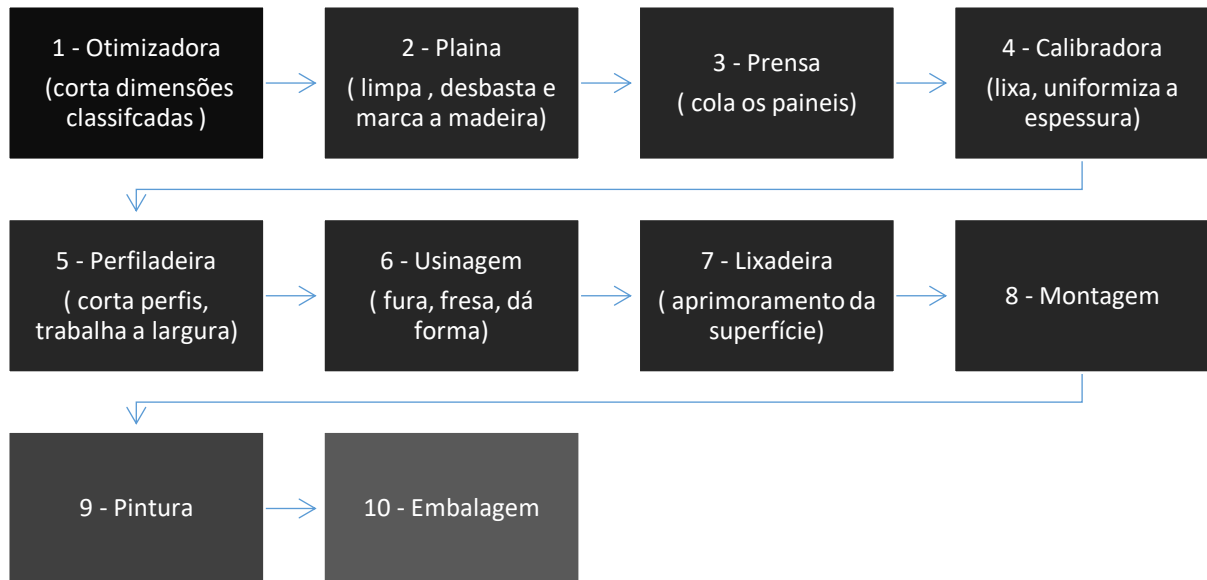 1 - Otimizadora
(corta dimensões
classifcadas )
2 - Plaina
( limpa , desbasta e
marca a madeira)
3 - Prensa
( cola os paineis)
4 - Calibradora
(lixa, uniformiza a
espessura)
5 - Perfiladeira
( corta perfis,
trabalha a largura)
6 - Usinagem
( fura, fresa, dá
forma)
7 - Lixadeira
( aprimoramento da
superfície)
8 - Montagem
9 - Pintura
10 - Embalagem